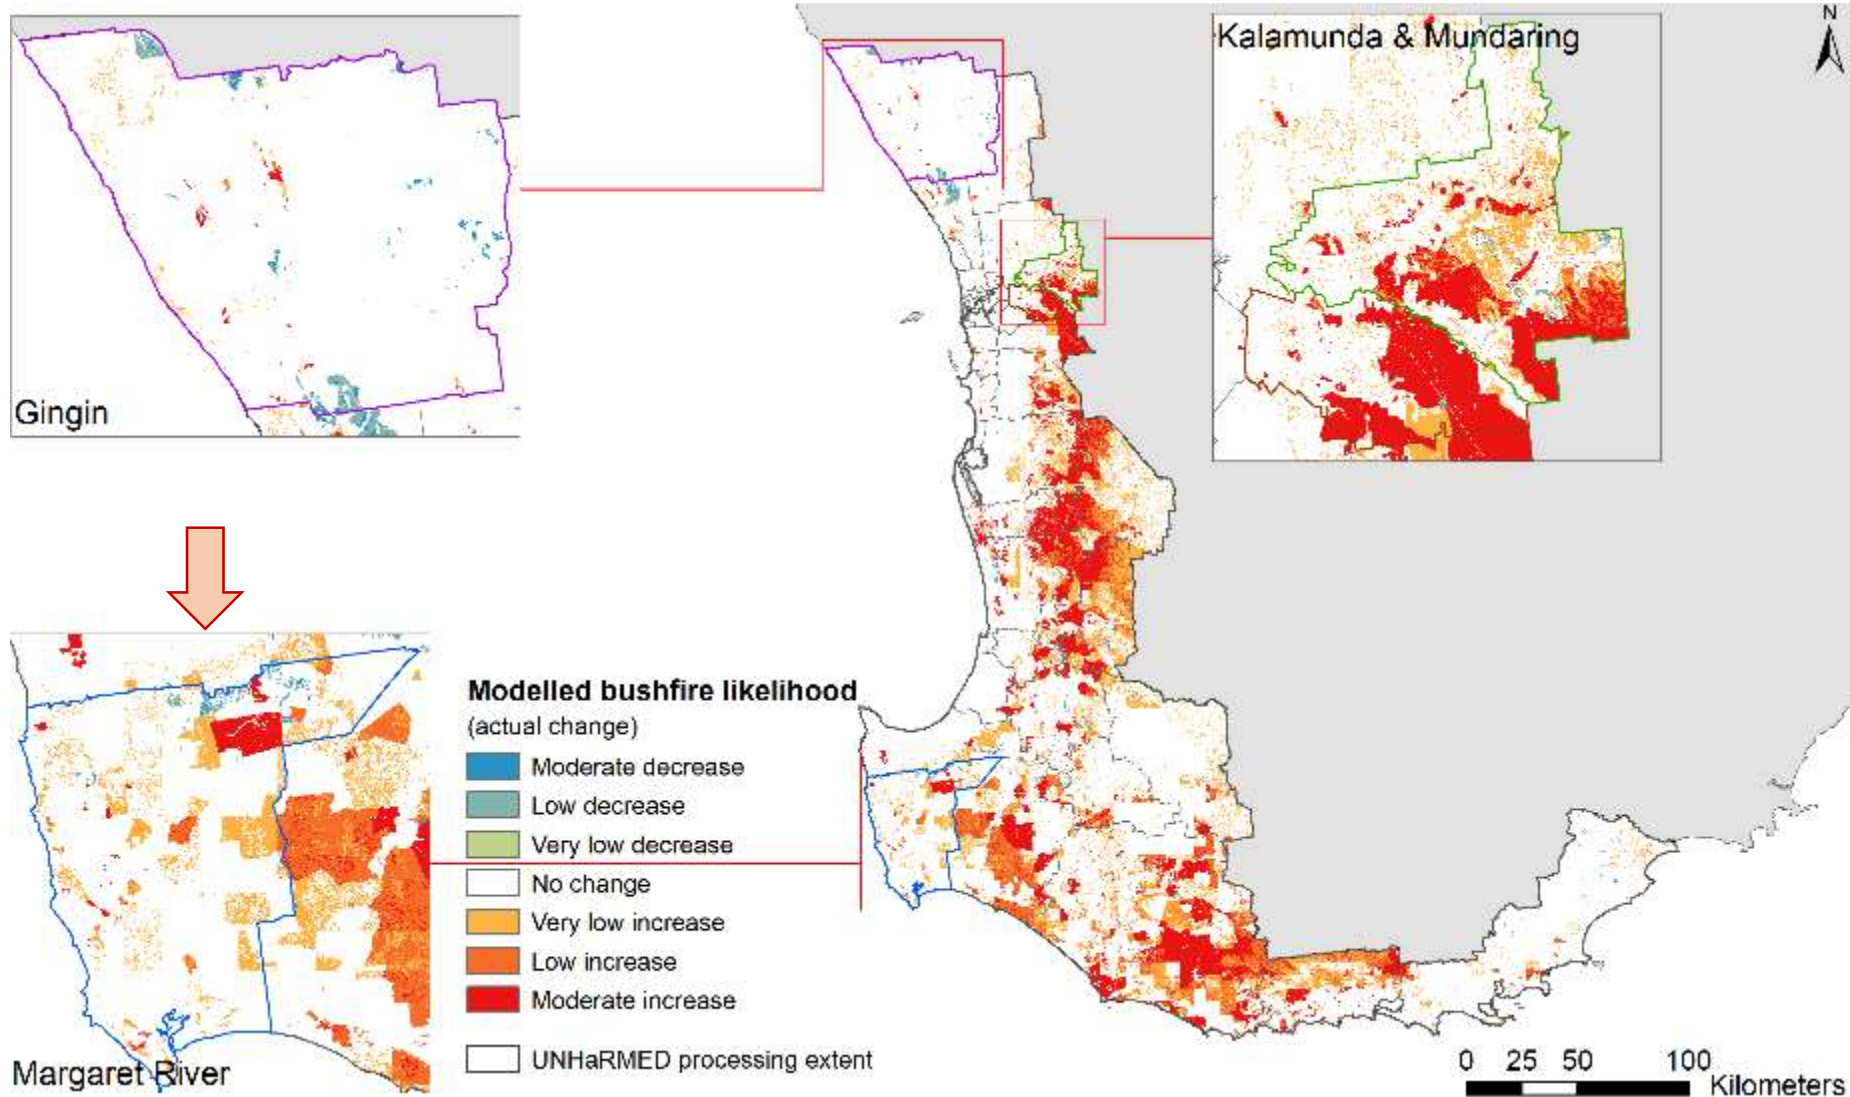 Gingin
Kalamunda & Mundaring
N
Margaret River
Modelled bushfire likelihood
(actual change)
Moderate decrease
Low decrease
Very low decrease
No change
Very low increase
Low increase
Moderate increase
UNHaRMED processing extent
0 25 50 100
Kilometers